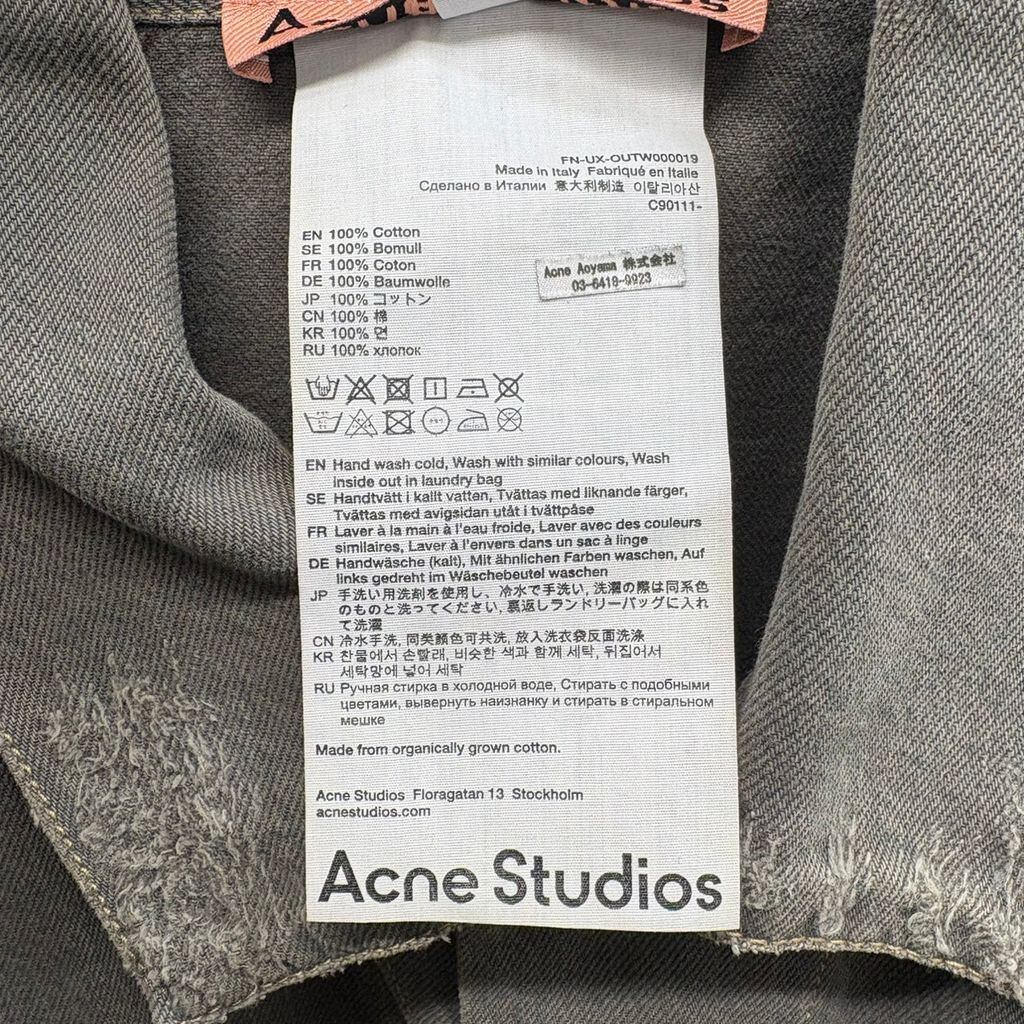 FN-UX-OUTW000019
Made in Italy Fabriqué en Italie
Сделано в Италии 意大利制造 이탈리아산
C90111-
EN 100% Cotton
SE 100% Bomull
FR 100% Coton
DE 100% Baumwolle
JP 100% コットン
CN 100% 棉
KR 100% 면
RU 100% хлопок
Acne Aoyama 株式会社
03-6418-9923
EN Hand wash cold, Wash with similar colours, Wash
inside out in laundry bag
SE Handtvätt i kallt vatten, Tvättas med liknande färger,
Tvättas med avigsidan utåt i tvättpåse
FR Laver à la main à l'eau froide, Laver avec des couleurs
similaires, Laver à l'envers dans un sac à linge
DE Handwäsche (kalt), Mit ähnlichen Farben waschen, Auf
links gedreht im Wäschebeutel waschen
JP 手洗い用洗剤を使用し、冷水で手洗い, 洗濯の際は同系色
のものと洗ってください, 裏返しランドリーバッグに入れ
て洗濯
CN 冷水手洗, 同类颜色可共洗, 放入洗衣袋反面洗涤
KR 찬물에서 손빨래, 비슷한 색과 함께 세탁, 뒤집어서
세탁망에 넣어 세탁
RU Ручная стирка в холодной воде, Стирать с подобными
цветами, вывернуть наизнанку и стирать в стиральном
мешке
Made from organically grown cotton.
Acne Studios Floragatan 13 Stockholm
acnestudios.com
Acne Studios